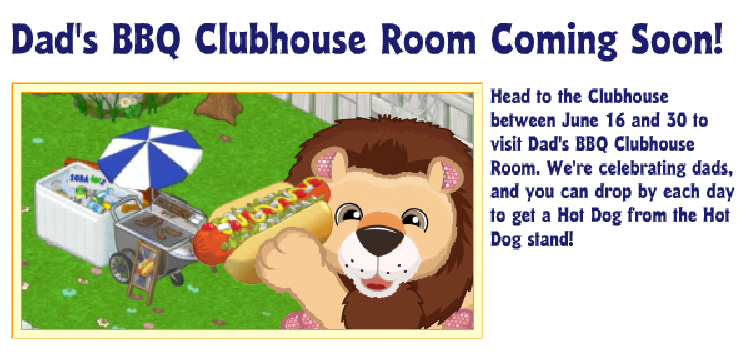 Dad's BBQ Clubhouse Room Coming Soon!
Head to the Clubhouse
between June 16 and 30 to
visit Dad's BBQ Clubhouse
Room. We're celebrating dads,
and you can drop by each day
to get a Hot Dog from the Hot
Dog stand!